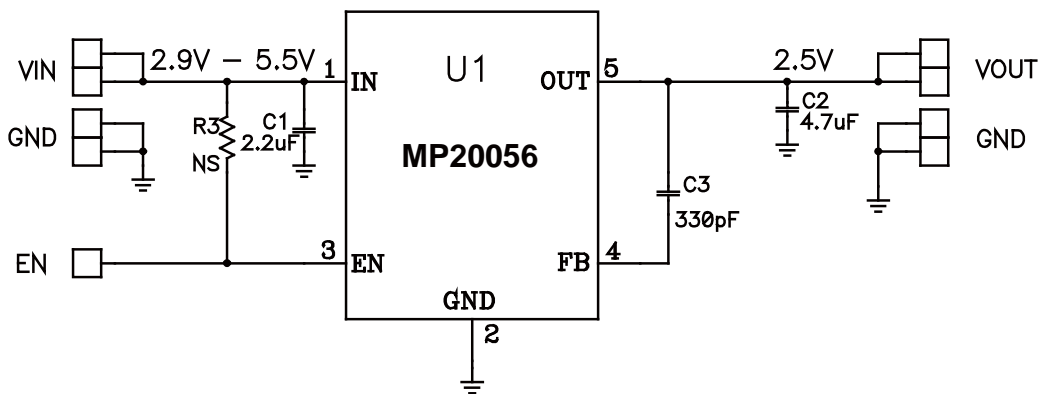 VIN
2.9V - 5.5V
1
IN
U1
OUT
5
2.5V
VOUT
GND
R3
NS
C1
2.2uF
MP20056
C2
4.7uF
GND
C3
330pF
EN
3
EN
FB
4
GND
2